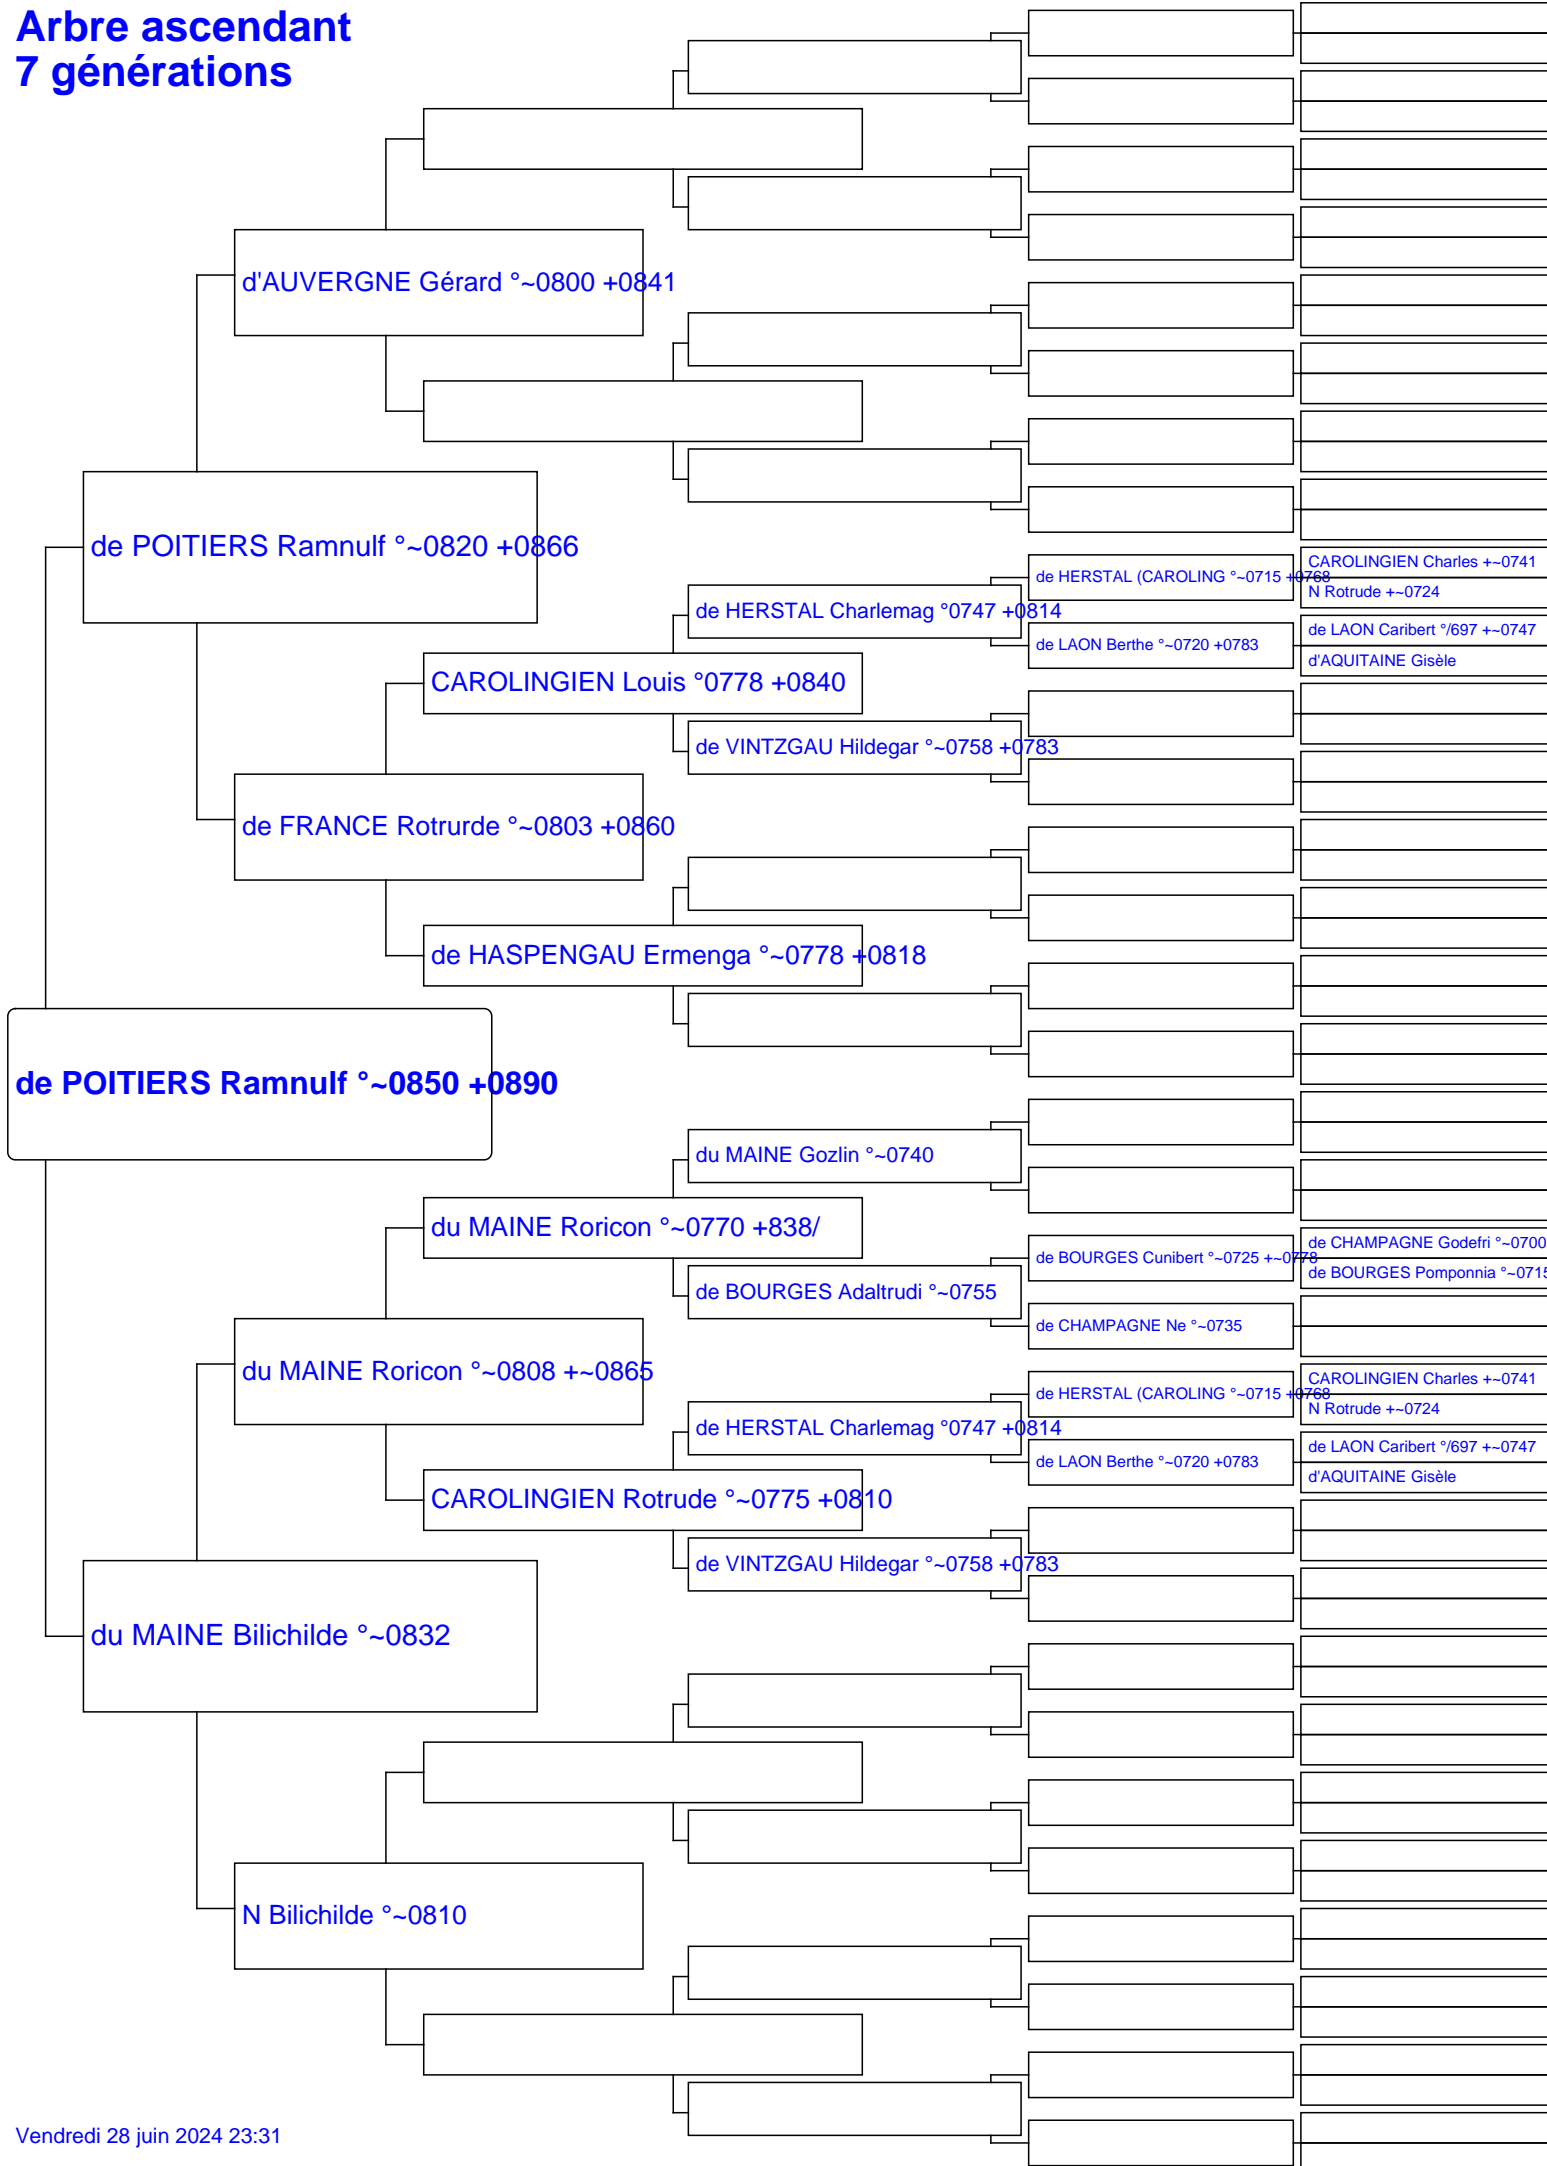 Arbre ascendant
7 générations
d'AUVERGNE Gérard °~0800 +0841
de POITIERS Ramnulf °~0820 +0866
de HERSTAL (CAROLING °~0715 +0768
CAROLINGIEN Charles +~0741
N Rotrude +~0724
de HERSTAL Charlemag °0747 +0814
de LAON Berthe °~0720 +0783
de LAON Caribert °/697 +~0747
d'AQUITAINE Gisèle
CAROLINGIEN Louis °0778 +0840
de VINTZGAU Hildegar °~0758 +0783
de FRANCE Rotrurde °~0803 +0860
de HASPENGAU Ermenga °~0778 +0818
de POITIERS Ramnulf °~0850 +0890
du MAINE Gozlin °~0740
du MAINE Roricon °~0770 +838/
de BOURGES Cunibert °~0725 +~0778
de CHAMPAGNE Godefri °~0700
de BOURGES Pomponnia °~0715
de BOURGES Adaltrudi °~0755
de CHAMPAGNE Ne °~0735
du MAINE Roricon °~0808 +~0865
de HERSTAL (CAROLING °~0715 +0768
CAROLINGIEN Charles +~0741
N Rotrude +~0724
de HERSTAL Charlemag °0747 +0814
de LAON Berthe °~0720 +0783
de LAON Caribert °/697 +~0747
d'AQUITAINE Gisèle
CAROLINGIEN Rotrude °~0775 +0810
de VINTZGAU Hildegar °~0758 +0783
du MAINE Bilichilde °~0832
N Bilichilde °~0810
Vendredi 28 juin 2024 23:31